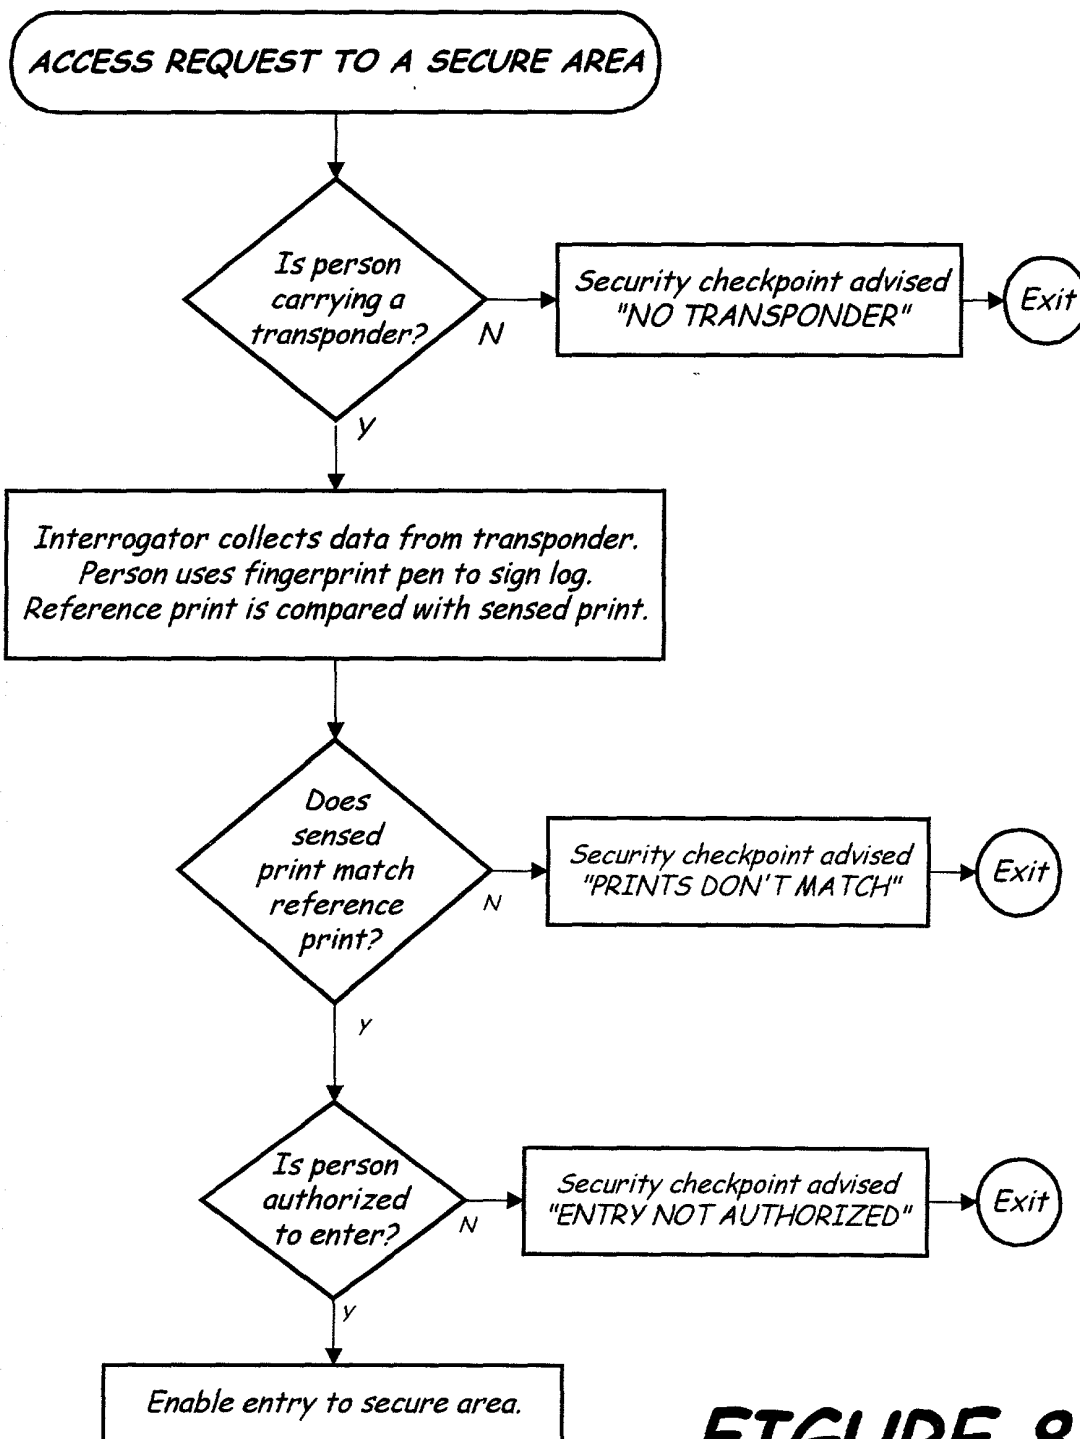 ACCESS REQUEST TO A SECURE AREA
Is person
carrying a
transponder?
N
Security checkpoint advised
"NO TRANSPONDER"
Exit
Y
Interrogator collects data from transponder.
Person uses fingerprint pen to sign log.
Reference print is compared with sensed print.
Does
sensed
print match
reference
print?
N
Security checkpoint advised
"PRINTS DON'T MATCH"
Exit
Y
Is person
authorized
to enter?
N
Security checkpoint advised
"ENTRY NOT AUTHORIZED"
Exit
Y
Enable entry to secure area.
FIGURE